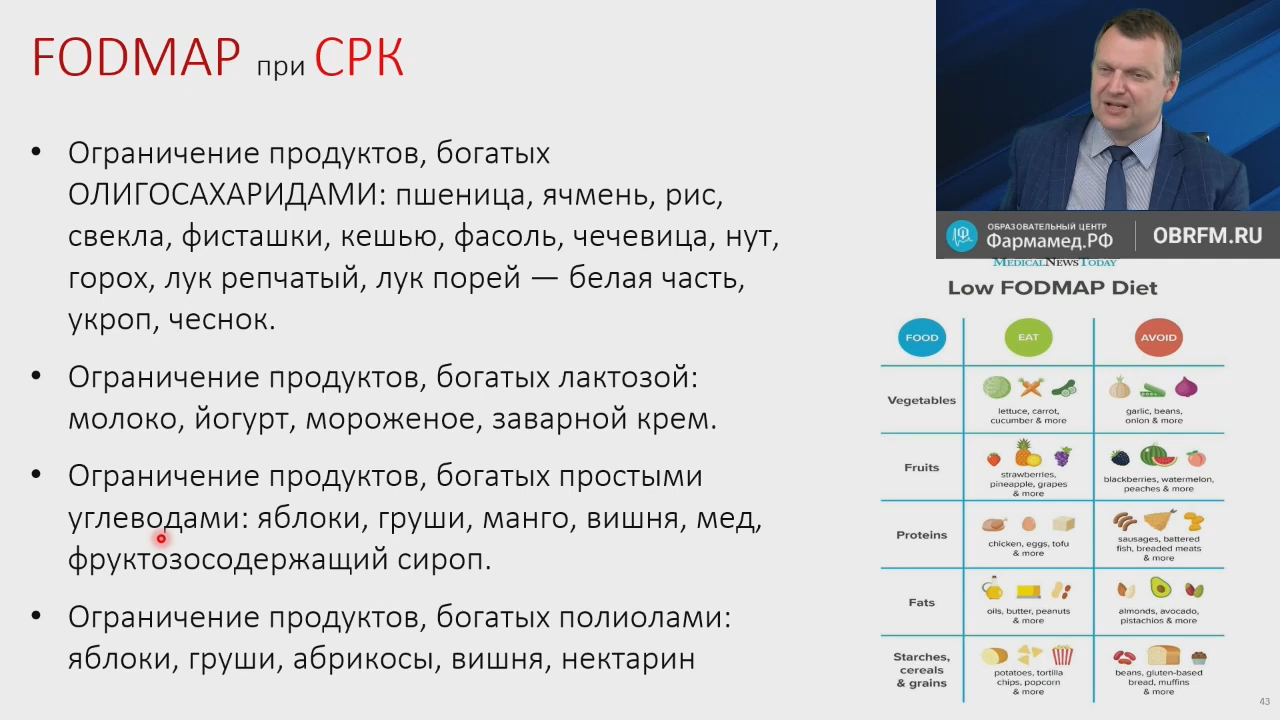 FODMAP при СРК
• Ограничение продуктов, богатых
ОЛИГОСАХАРИДАМИ: пшеница, ячмень, рис,
свекла, фисташки, кешью, фасоль, чечевица, нут,
горох, лук репчатый, лук порей — белая часть,
укроп, чеснок.
• Ограничение продуктов, богатых лактозой:
молоко, йогурт, мороженое, заварной крем.
• Ограничение продуктов, богатых простыми
углеводами: яблоки, груши, манго, вишня, мед,
фруктозосодержащий сироп.
• Ограничение продуктов, богатых полиолами:
яблоки, груши, абрикосы, вишня, нектарин
ОБРАЗОВАТЕЛЬНЫЙ ЦЕНТР
Фармамед.РФ
OBRFM.RU
MEDICALNEWSTODAY
Low FODMAP Diet
FOOD EAT AVOID
Vegetables
lettuce, carrot,
cucumber & more
garlic, beans,
onion & more
Fruits
strawberries,
pineapple, grapes
& more
blackberries, watermelon,
peaches & more
Proteins
chicken, eggs, tofu
& more
sausages, battered
fish, breaded meats
& more
Fats
oils, butter, peanuts
& more
almonds, avocado,
pistachios & more
Starches,
cereals
& grains
potatoes, tortilla
chips, popcorn
& more
beans, gluten-based
bread, muffins
& more
43